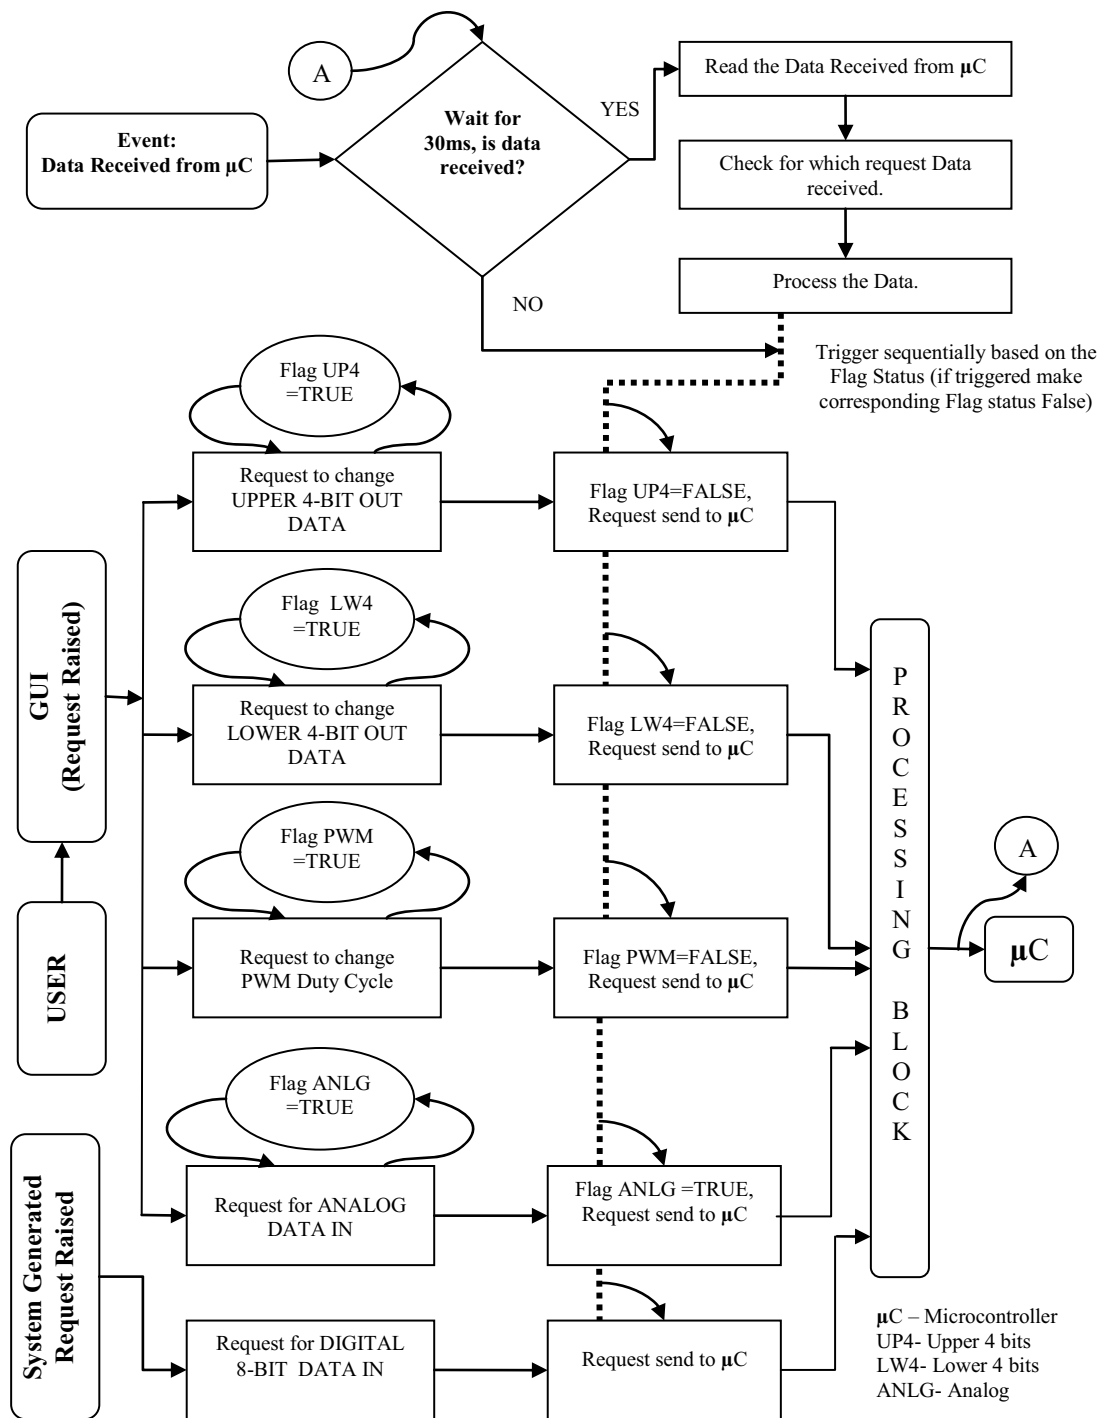 A
Event:
Data Received from µC
Wait for
30ms, is data
received?
YES
NO
Read the Data Received from µC
Check for which request Data
received.
Process the Data.
Trigger sequentially based on the
Flag Status (if triggered make
corresponding Flag status False)
Flag UP4
=TRUE
Request to change
UPPER 4-BIT OUT
DATA
Flag UP4=FALSE,
Request send to µC
Flag LW4
=TRUE
Request to change
LOWER 4-BIT OUT
DATA
Flag LW4=FALSE,
Request send to µC
Flag PWM
=TRUE
Request to change
PWM Duty Cycle
Flag PWM=FALSE,
Request send to µC
Flag ANLG
=TRUE
Request for ANALOG
DATA IN
Flag ANLG =TRUE,
Request send to µC
Request for DIGITAL
8-BIT DATA IN
Request send to µC
GUI
(Request Raised)
USER
System Generated
Request Raised
PROCESSING BLOCK
A
µC
µC – Microcontroller
UP4- Upper 4 bits
LW4- Lower 4 bits
ANLG- Analog